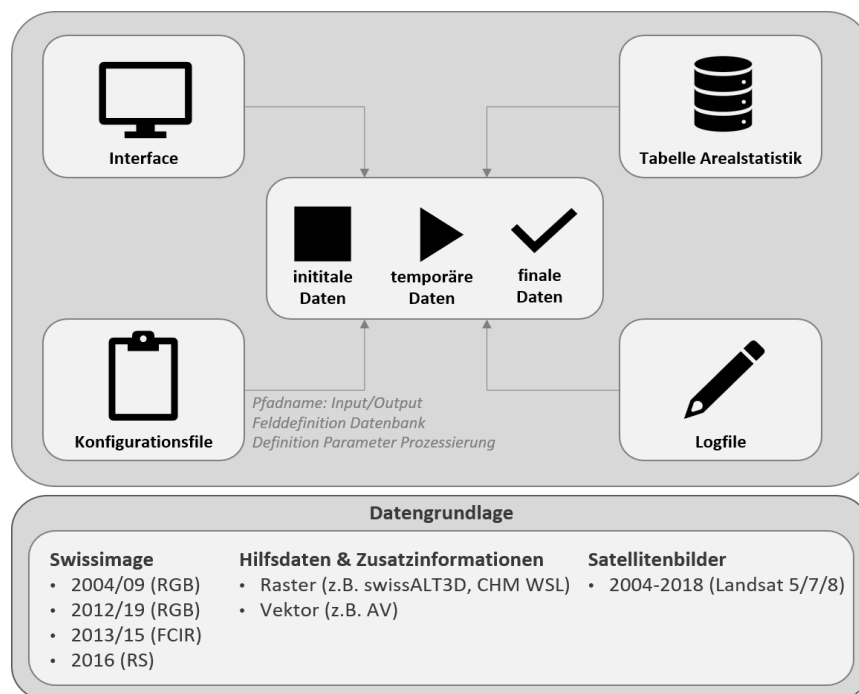 Interface
Tabelle Arealstatistik
inititale
Daten
temporäre
Daten
finale
Daten
Konfigurationsfile
Pfadname: Input/Output
Felddefinition Datenbank
Definition Parameter Prozessierung
Logfile
Datengrundlage
Swissimage
• 2004/09 (RGB)
• 2012/19 (RGB)
• 2013/15 (FCIR)
• 2016 (RS)
Hilfsdaten & Zusatzinformationen
• Raster (z.B. swissALT3D, CHM WSL)
• Vektor (z.B. AV)
Satellitenbilder
• 2004-2018 (Landsat 5/7/8)